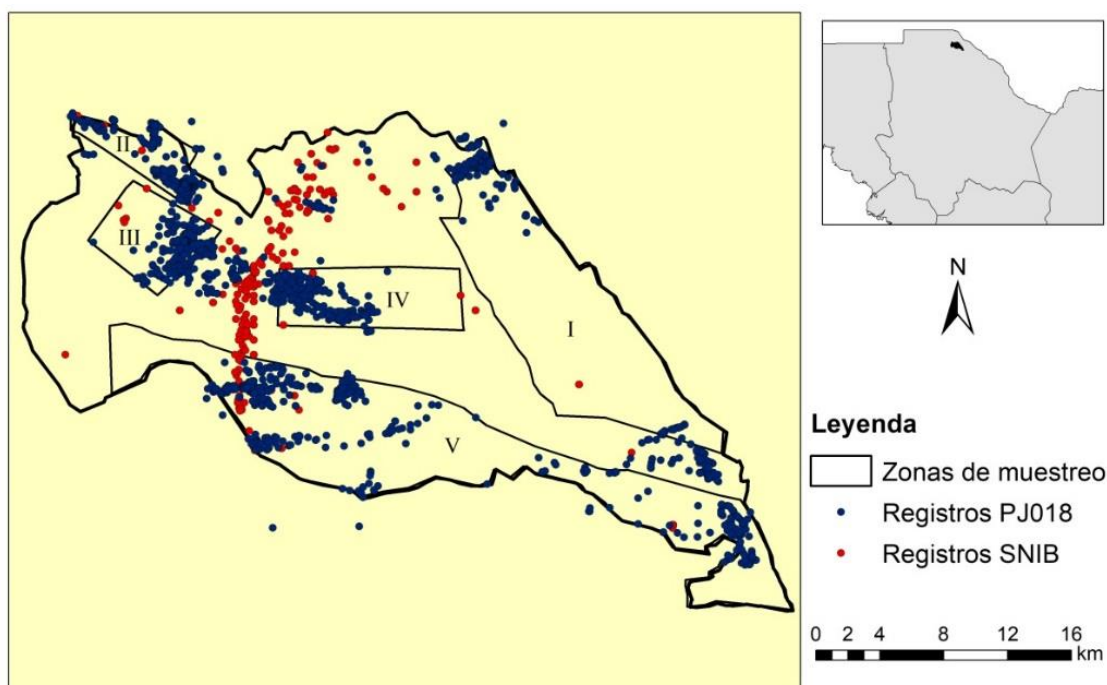 II
III
IV
I
V
N
Leyenda
Zonas de muestreo
Registros PJ018
Registros SNIB
0 2 4 8 12 16
km